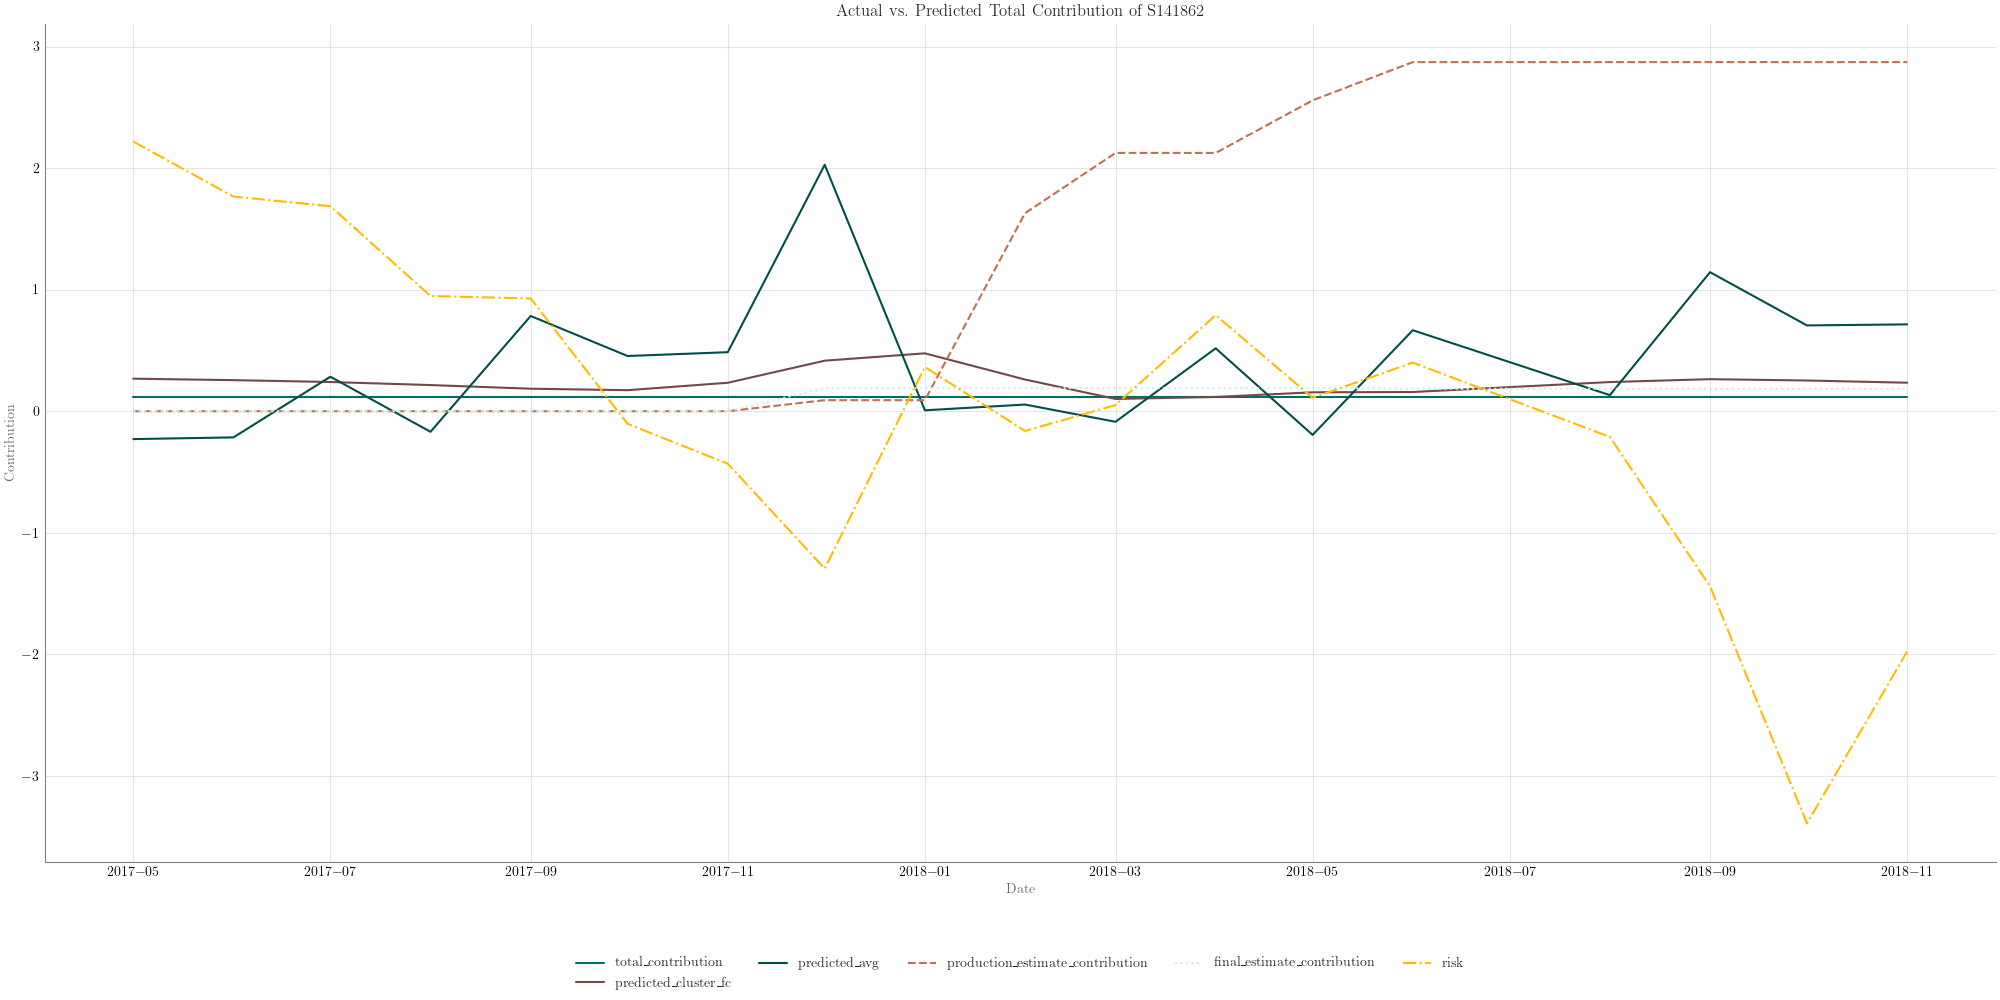 Actual vs. Predicted Total Contribution of S141862
3
2
1
0
−1
−2
−3
Contribution
2017−05 2017−07 2017−09 2017−11 2018−01 2018−03 2018−05 2018−07 2018−09 2018−11
Date
total_contribution predicted_avg production_estimate_contribution final_estimate_contribution risk
predicted_cluster_fc